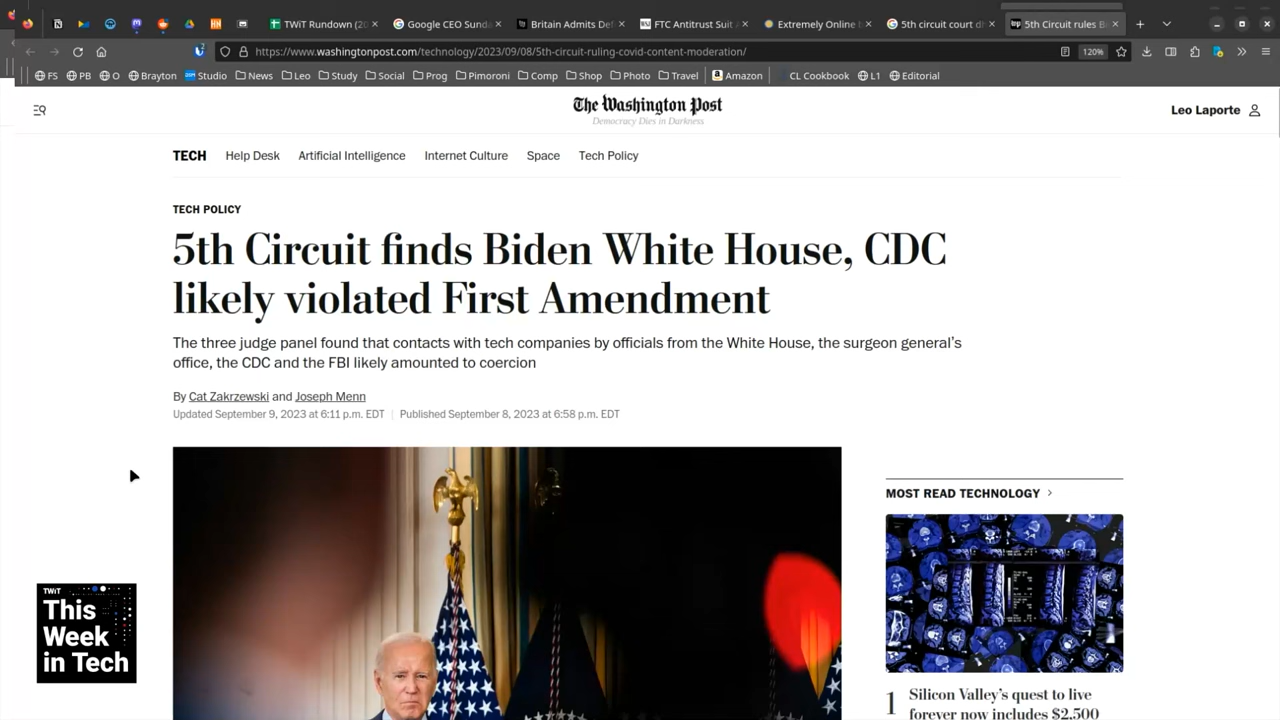 TWiT Rundown (20
Google CEO Sunda
Britain Admits Def
FTC Antitrust Suit A
Extremely Online
5th circuit court d
5th Circuit rules B
https://www.washingtonpost.com/technology/2023/09/08/5th-circuit-ruling-covid-content-moderation/
120%
FS PB O Brayton Studio News Leo Study Social Prog Pimoroni Comp Shop Photo Travel Amazon CL Cookbook L1 Editorial
The Washington Post
Democracy Dies in Darkness
Leo Laporte
TECH Help Desk Artificial Intelligence Internet Culture Space Tech Policy
TECH POLICY
5th Circuit finds Biden White House, CDC
likely violated First Amendment
The three judge panel found that contacts with tech companies by officials from the White House, the surgeon general's
office, the CDC and the FBI likely amounted to coercion
By Cat Zakrzewski and Joseph Menn
Updated September 9, 2023 at 6:11 p.m. EDT | Published September 8, 2023 at 6:58 p.m. EDT
MOST READ TECHNOLOGY
1 Silicon Valley's quest to live
forever now includes $2,500
TWiT
This
Week
in Tech